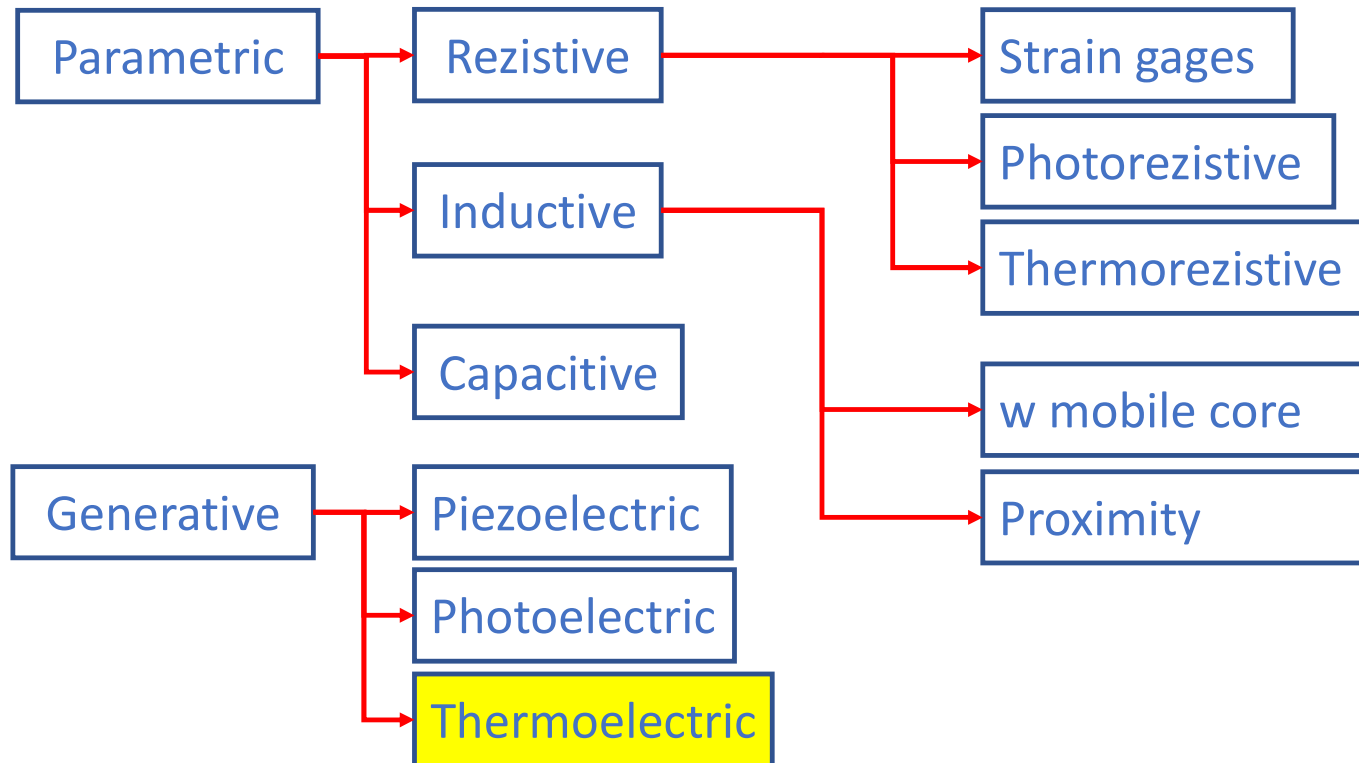 Parametric
Rezistive
Strain gages
Photorezistive
Inductive
Thermorezistive
Capacitive
w mobile core
Generative
Piezoelectric
Proximity
Photoelectric
Thermoelectric